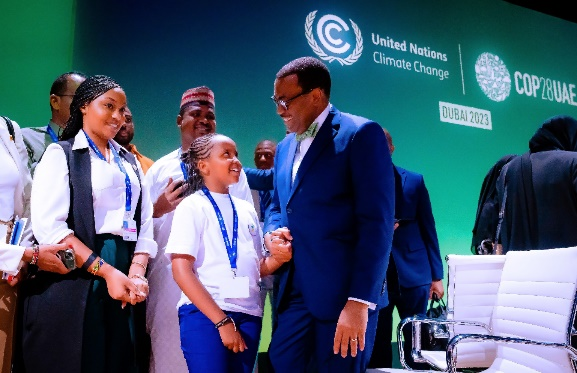 United Nations
Climate Change
COP28UAE
DUBAI 2023